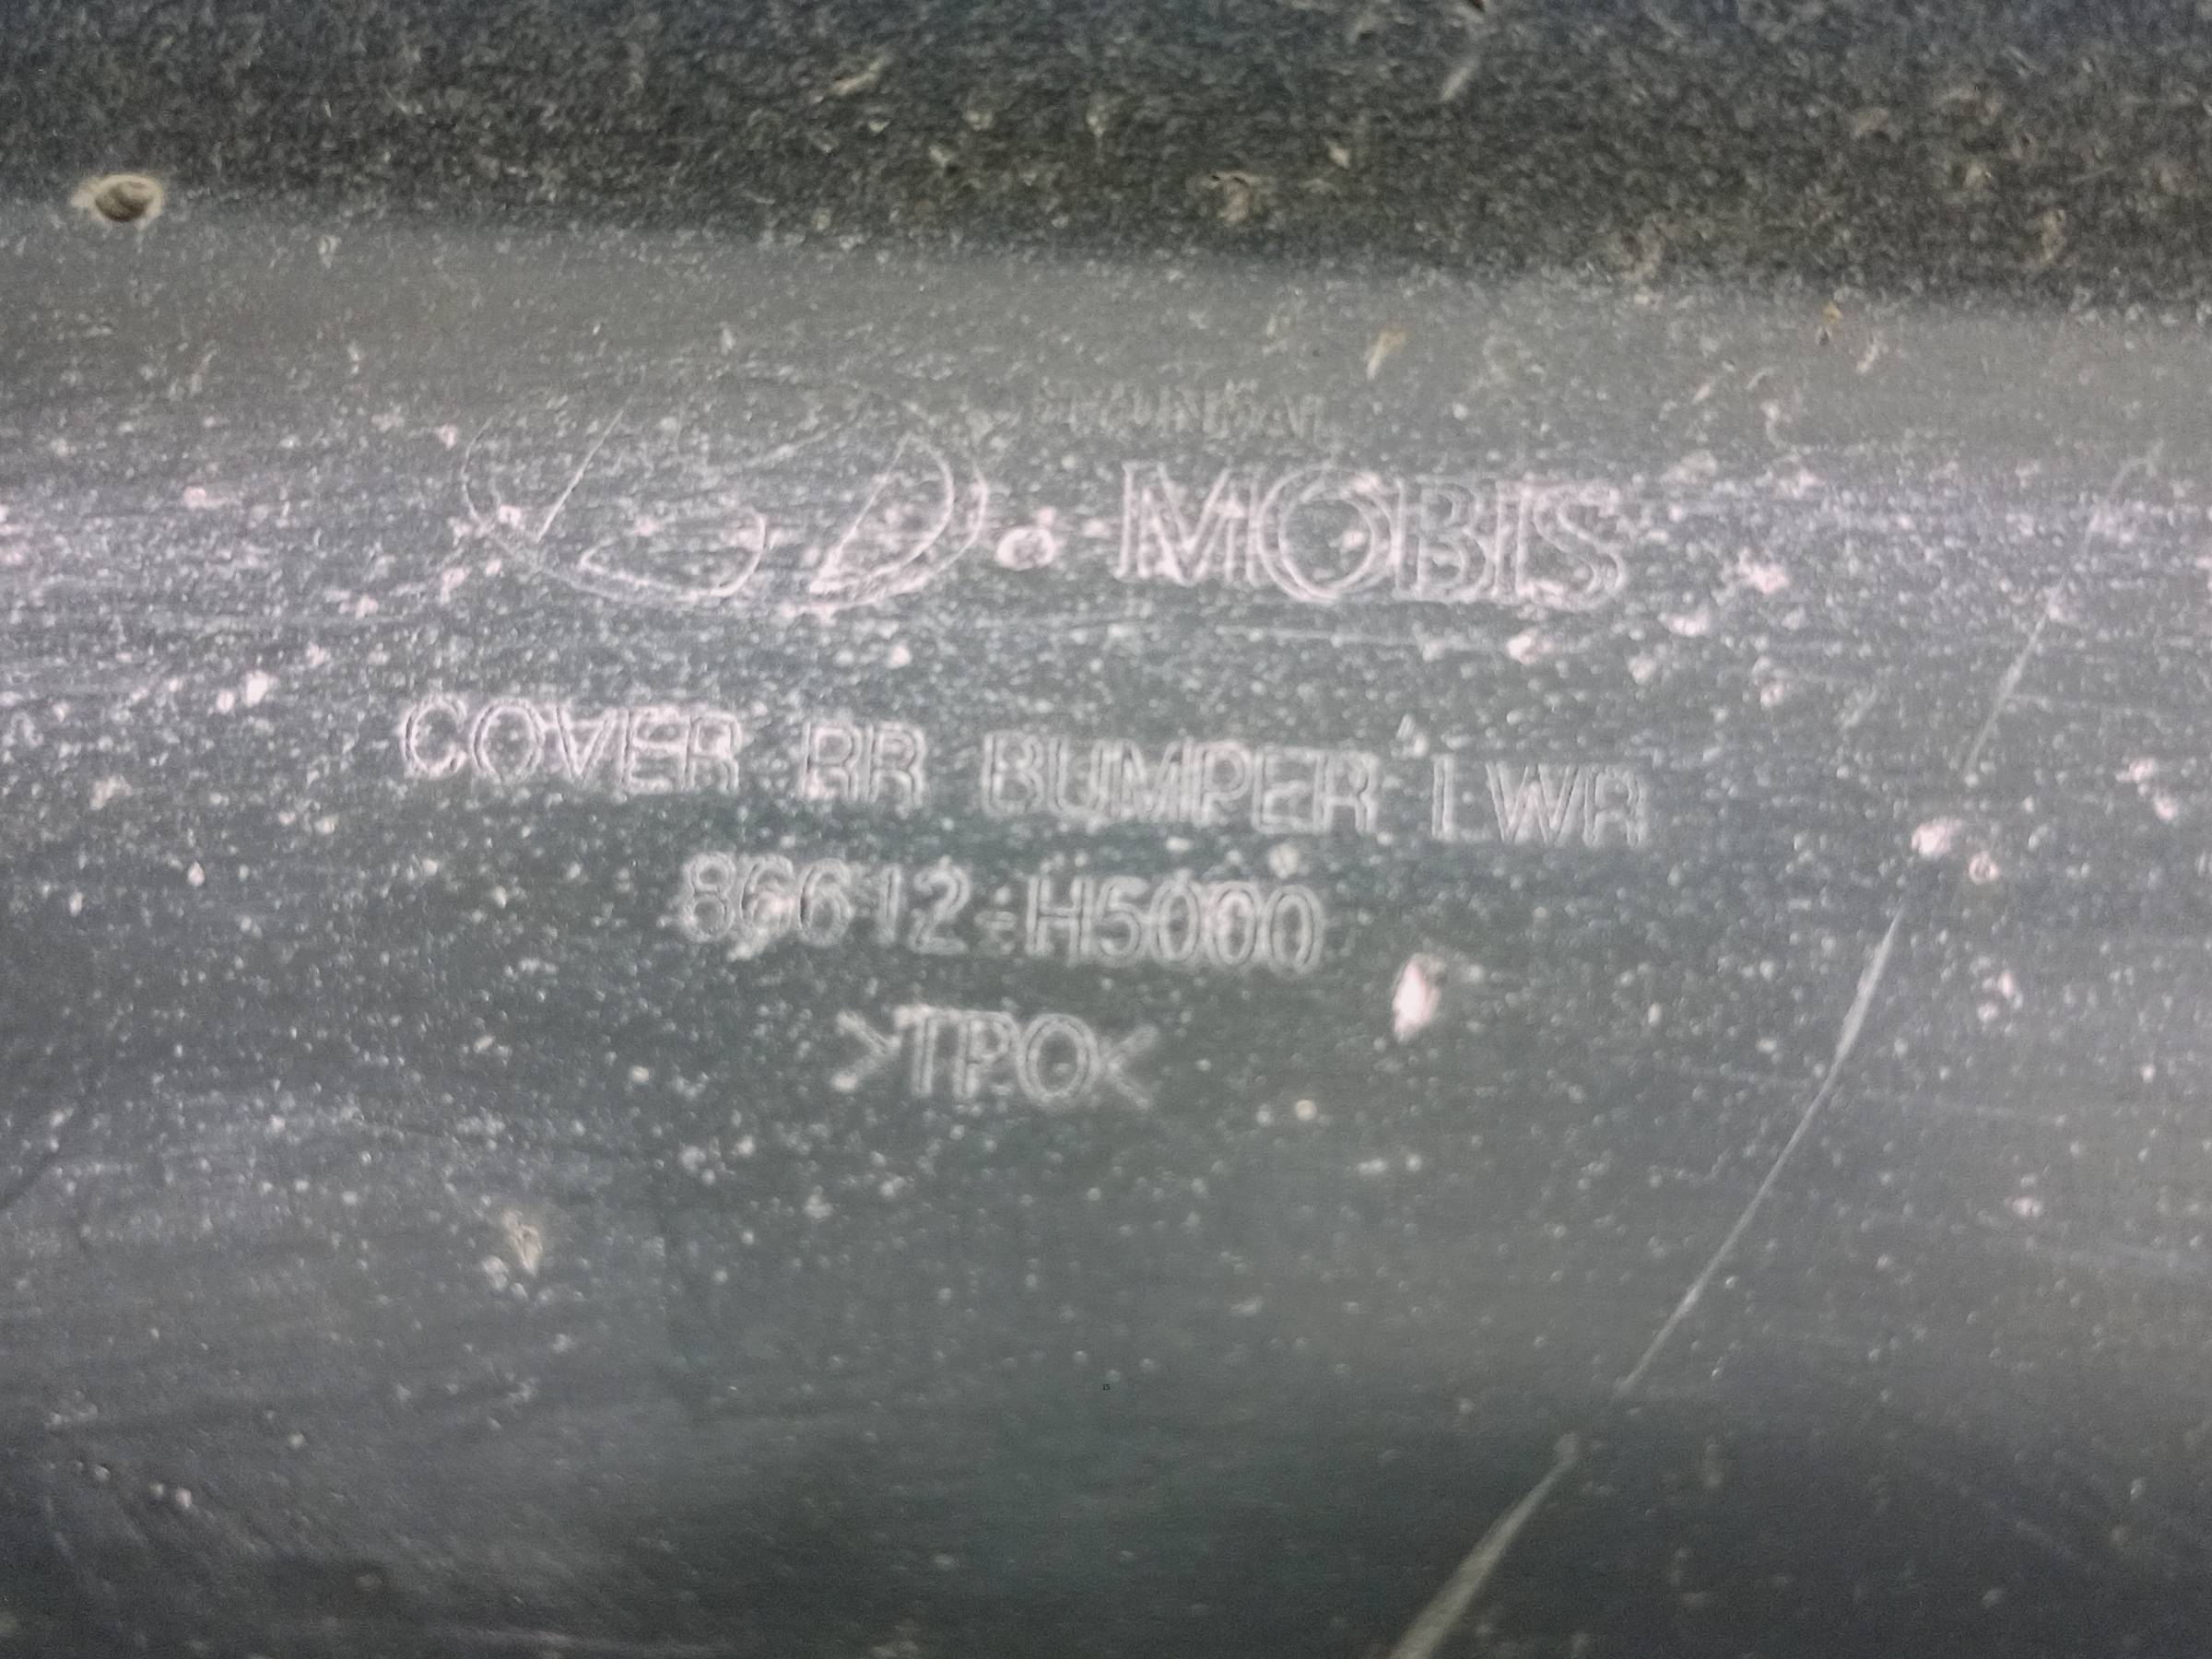 MOBIS
COVER RR BUMPER LWR
86612-H5000
>TPO<